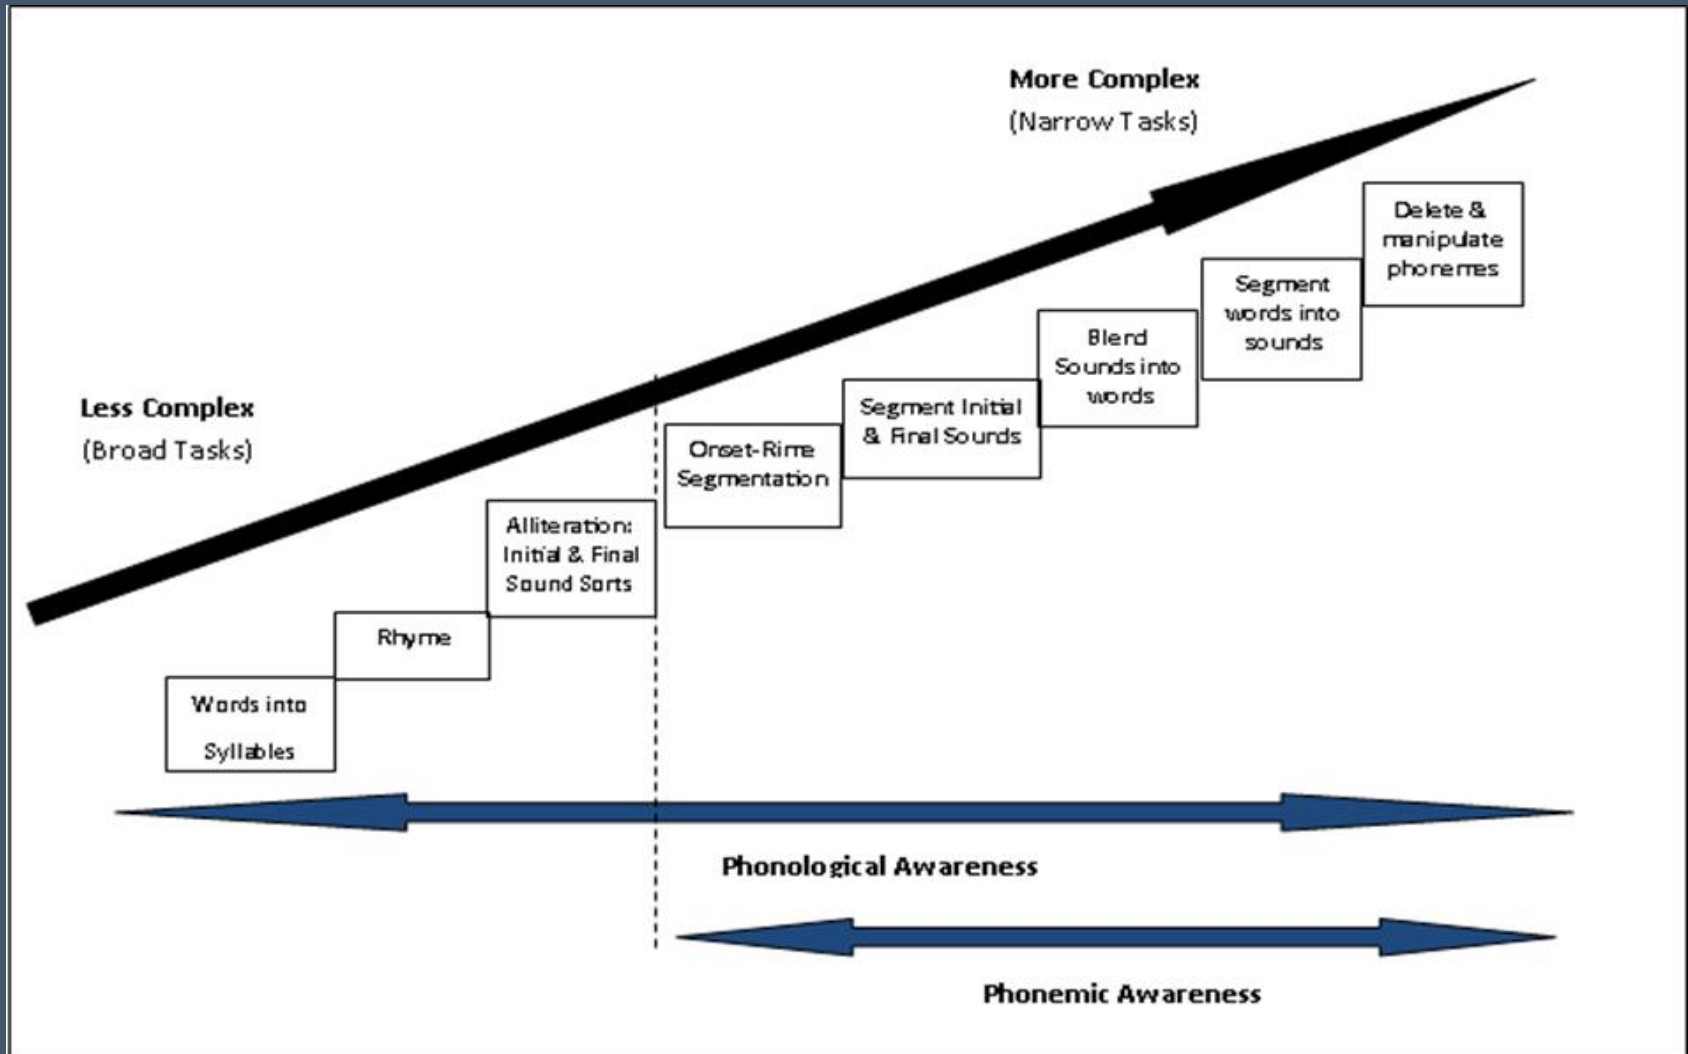 More Complex
(Narrow Tasks)
Delete &
manipulate
phonemes
Segment
words into
sounds
Blend
Sounds into
words
Less Complex
(Broad Tasks)
Segment Initial
& Final Sounds
Onset-Rime
Segmentation
Alliteration:
Initial & Final
Sound Sorts
Rhyme
Words into
Syllables
Phonological Awareness
Phonemic Awareness